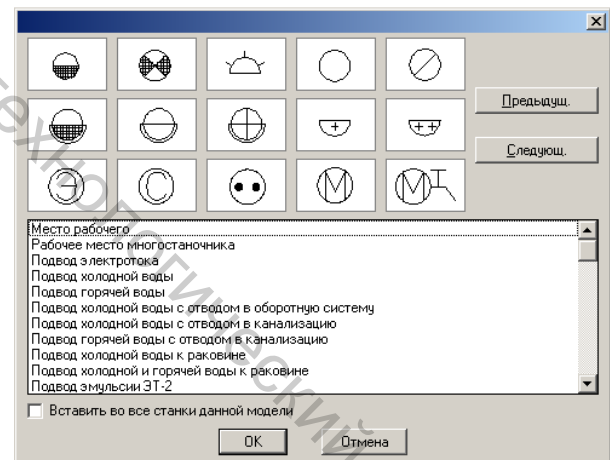 Предыдущ.
Следующ.
Э С М М
Место рабочего
Рабочее место многостаночника
Подвод электротока
Подвод холодной воды
Подвод горячей воды
Подвод холодной воды с отводом в оборотную систему
Подвод холодной воды с отводом в канализацию
Подвод горячей воды с отводом в канализацию
Подвод холодной воды к раковине
Подвод холодной и горячей воды к раковине
Подвод эмульсии ЭТ-2
Вставить во все станки данной модели
OK Отмена
технологический